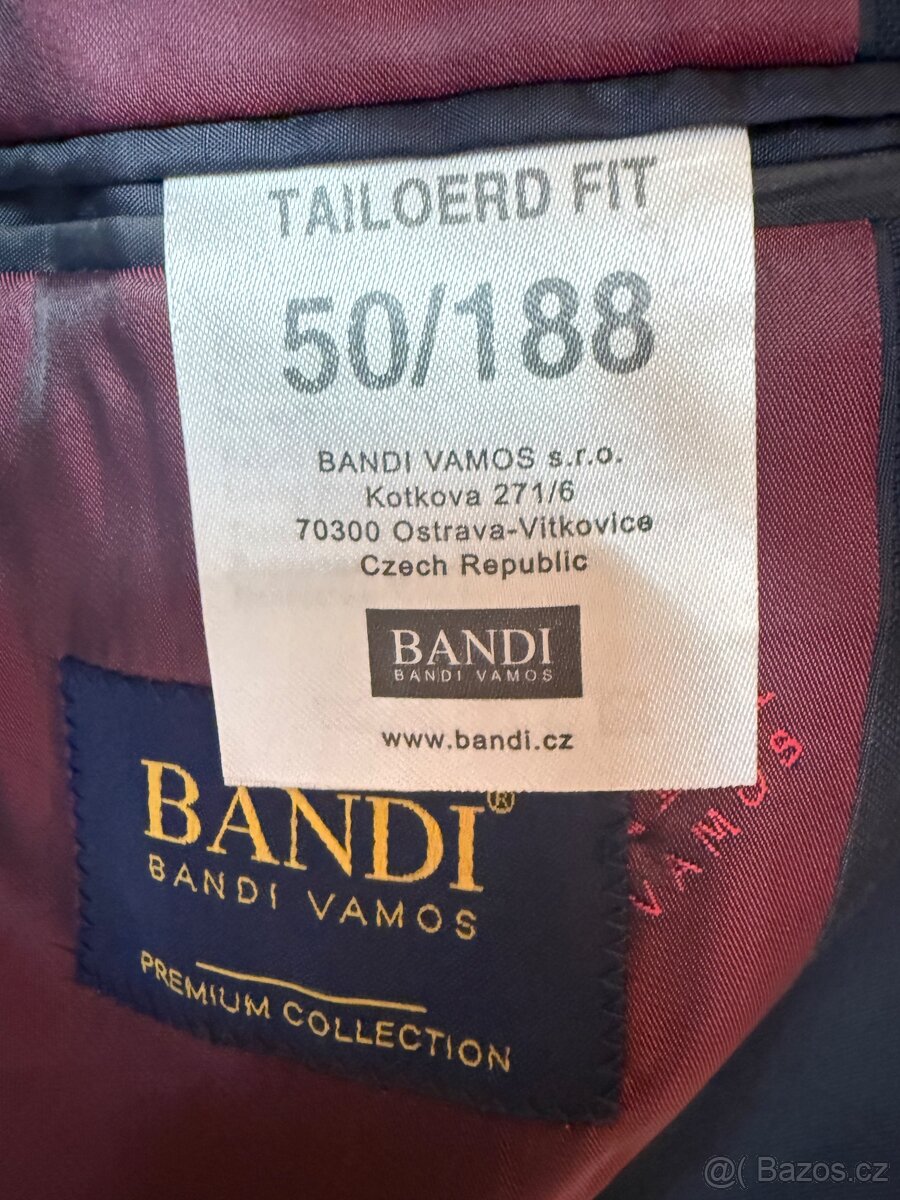 TAILOERD FIT
50/188
BANDI VAMOS s.r.o.
Kotkova 271/6
70300 Ostrava-Vitkovice
Czech Republic
BANDI
BANDI VAMOS
www.bandi.cz
BANDI®
BANDI VAMOS
PREMIUM COLLECTION
VAMOS
@( Bazos.cz